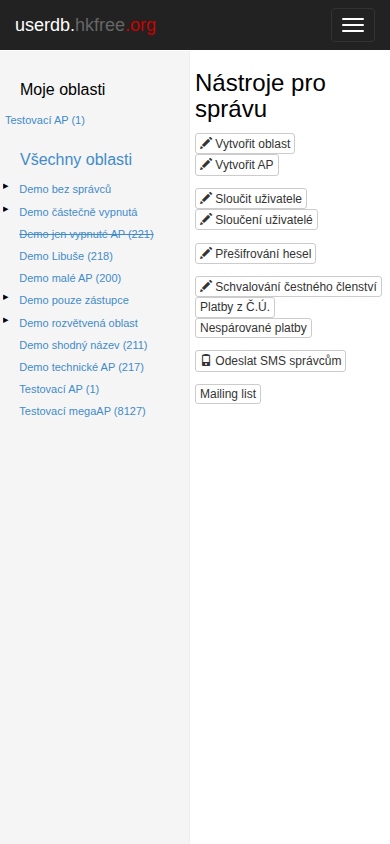 userdb.hkfree.org
Moje oblasti
Testovací AP (1)
Všechny oblasti
Demo bez správců
Demo částečně vypnutá
Demo jen vypnuté AP (221)
Demo Libuše (218)
Demo malé AP (200)
Demo pouze zástupce
Demo rozvětvená oblast
Demo shodný název (211)
Demo technické AP (217)
Testovací AP (1)
Testovací megaAP (8127)
Nástroje pro
správu
Vytvořit oblast
Vytvořit AP
Sloučit uživatele
Sloučení uživatelé
Přešifrování hesel
Schvalování čestného členství
Platby z Č.Ú.
Nespárované platby
Odeslat SMS správcům
Mailing list